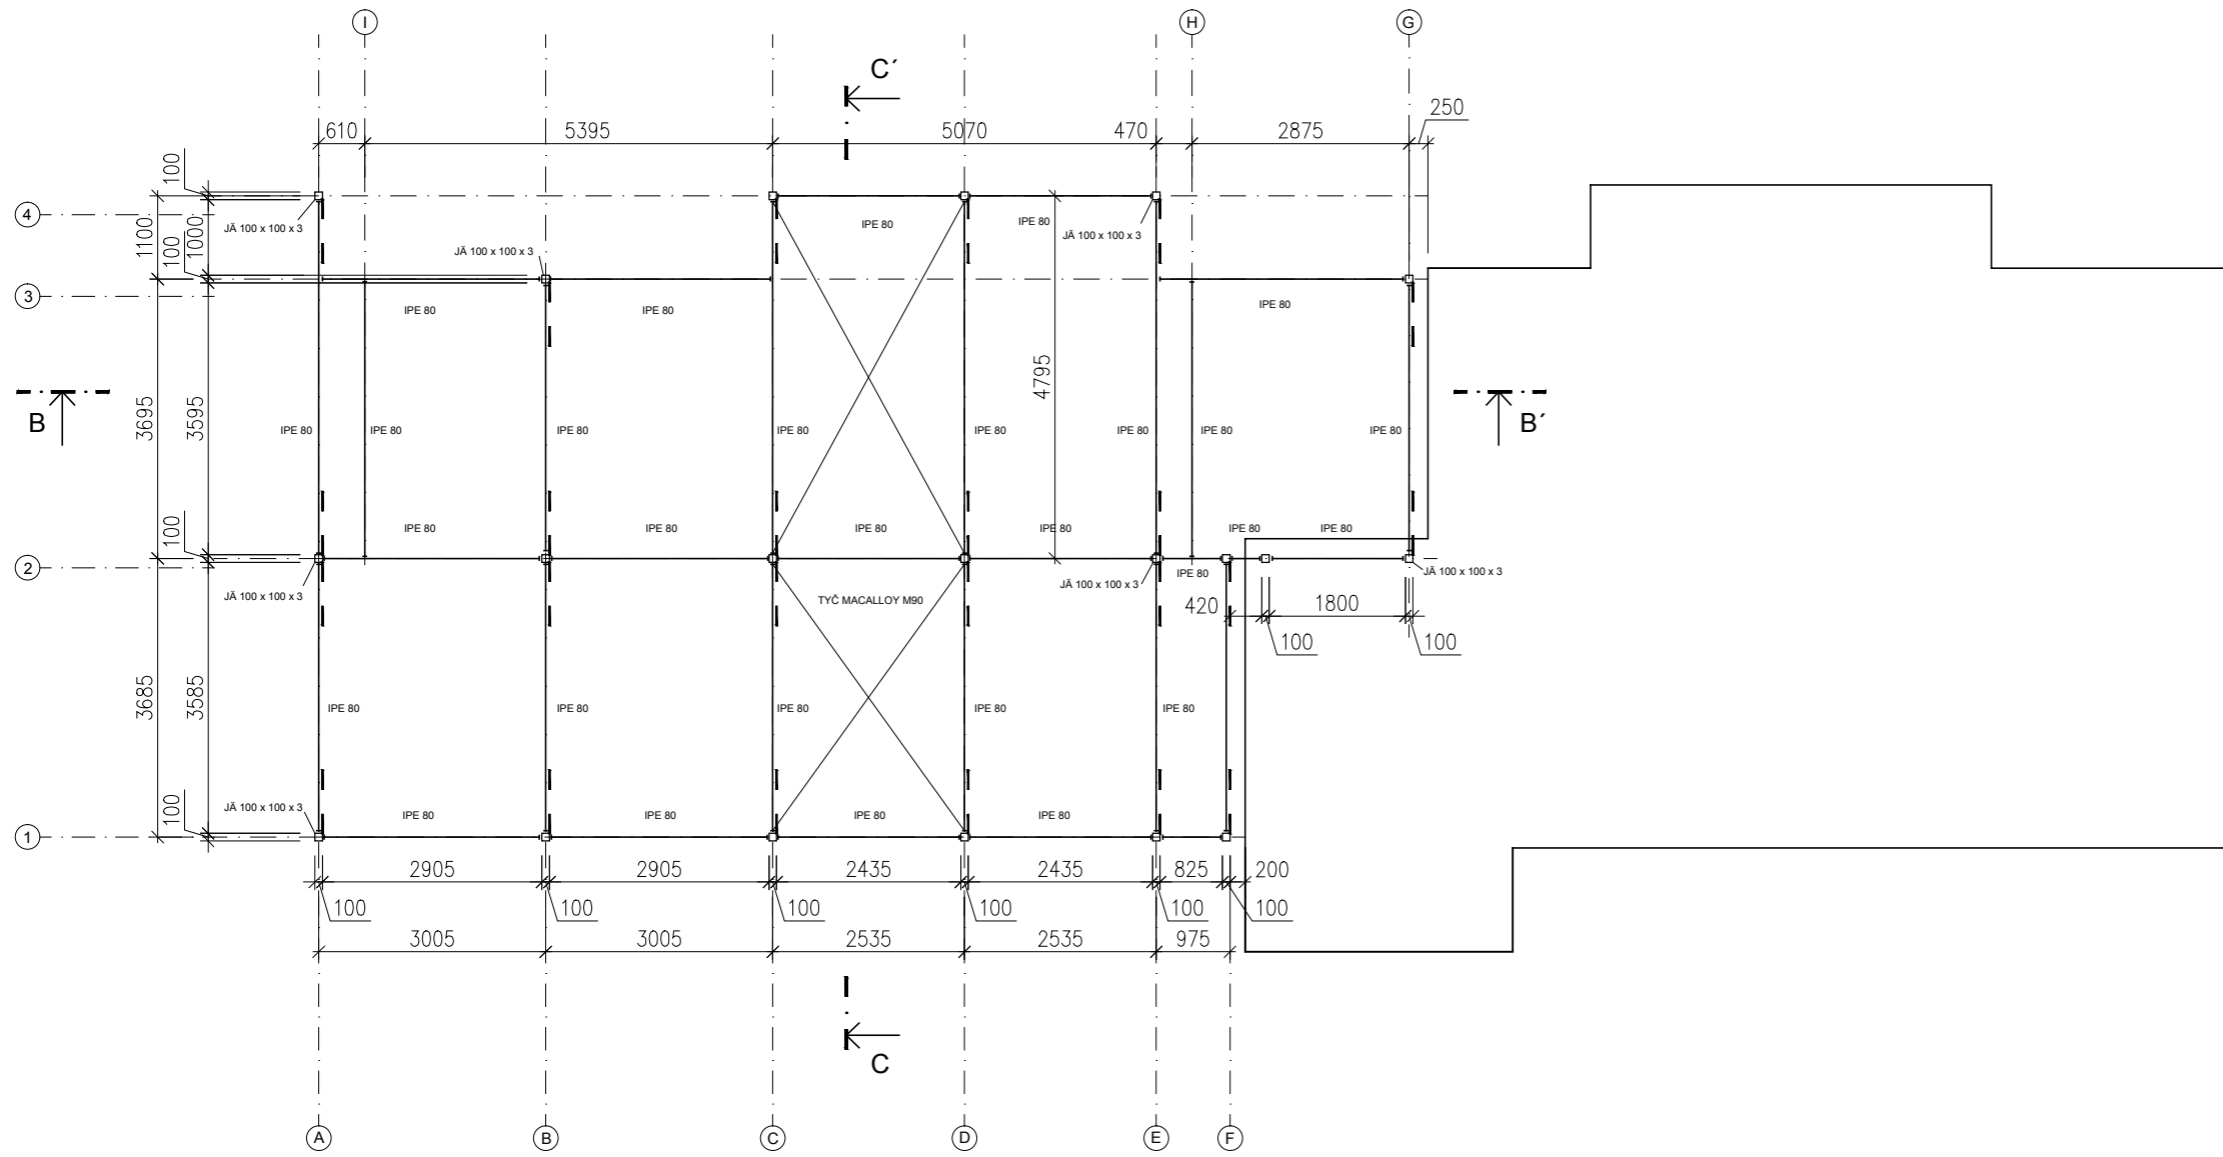 I
H
G
C´
610
5395
5070
470
2875
250
100
4
1100
100
1000
JÄ 100 x 100 x 3
JÄ 100 x 100 x 3
IPE 80
IPE 80
JÄ 100 x 100 x 3
3
IPE 80
IPE 80
IPE 80
4795
B
3695
3595
IPE 80
IPE 80
IPE 80
IPE 80
IPE 80
IPE 80
IPE 80
IPE 80
B´
100
IPE 80
IPE 80
IPE 80
IPE 80
IPE 80
IPE 80
2
JÄ 100 x 100 x 3
TYČ MACALLOY M90
JÄ 100 x 100 x 3
IPE 80
JÄ 100 x 100 x 3
420
1800
100
100
3685
3585
IPE 80
IPE 80
IPE 80
IPE 80
IPE 80
100
JÄ 100 x 100 x 3
IPE 80
IPE 80
IPE 80
IPE 80
1
2905
2905
2435
2435
825
200
100
100
100
100
100
100
3005
3005
2535
2535
975
C
A
B
C
D
E
F